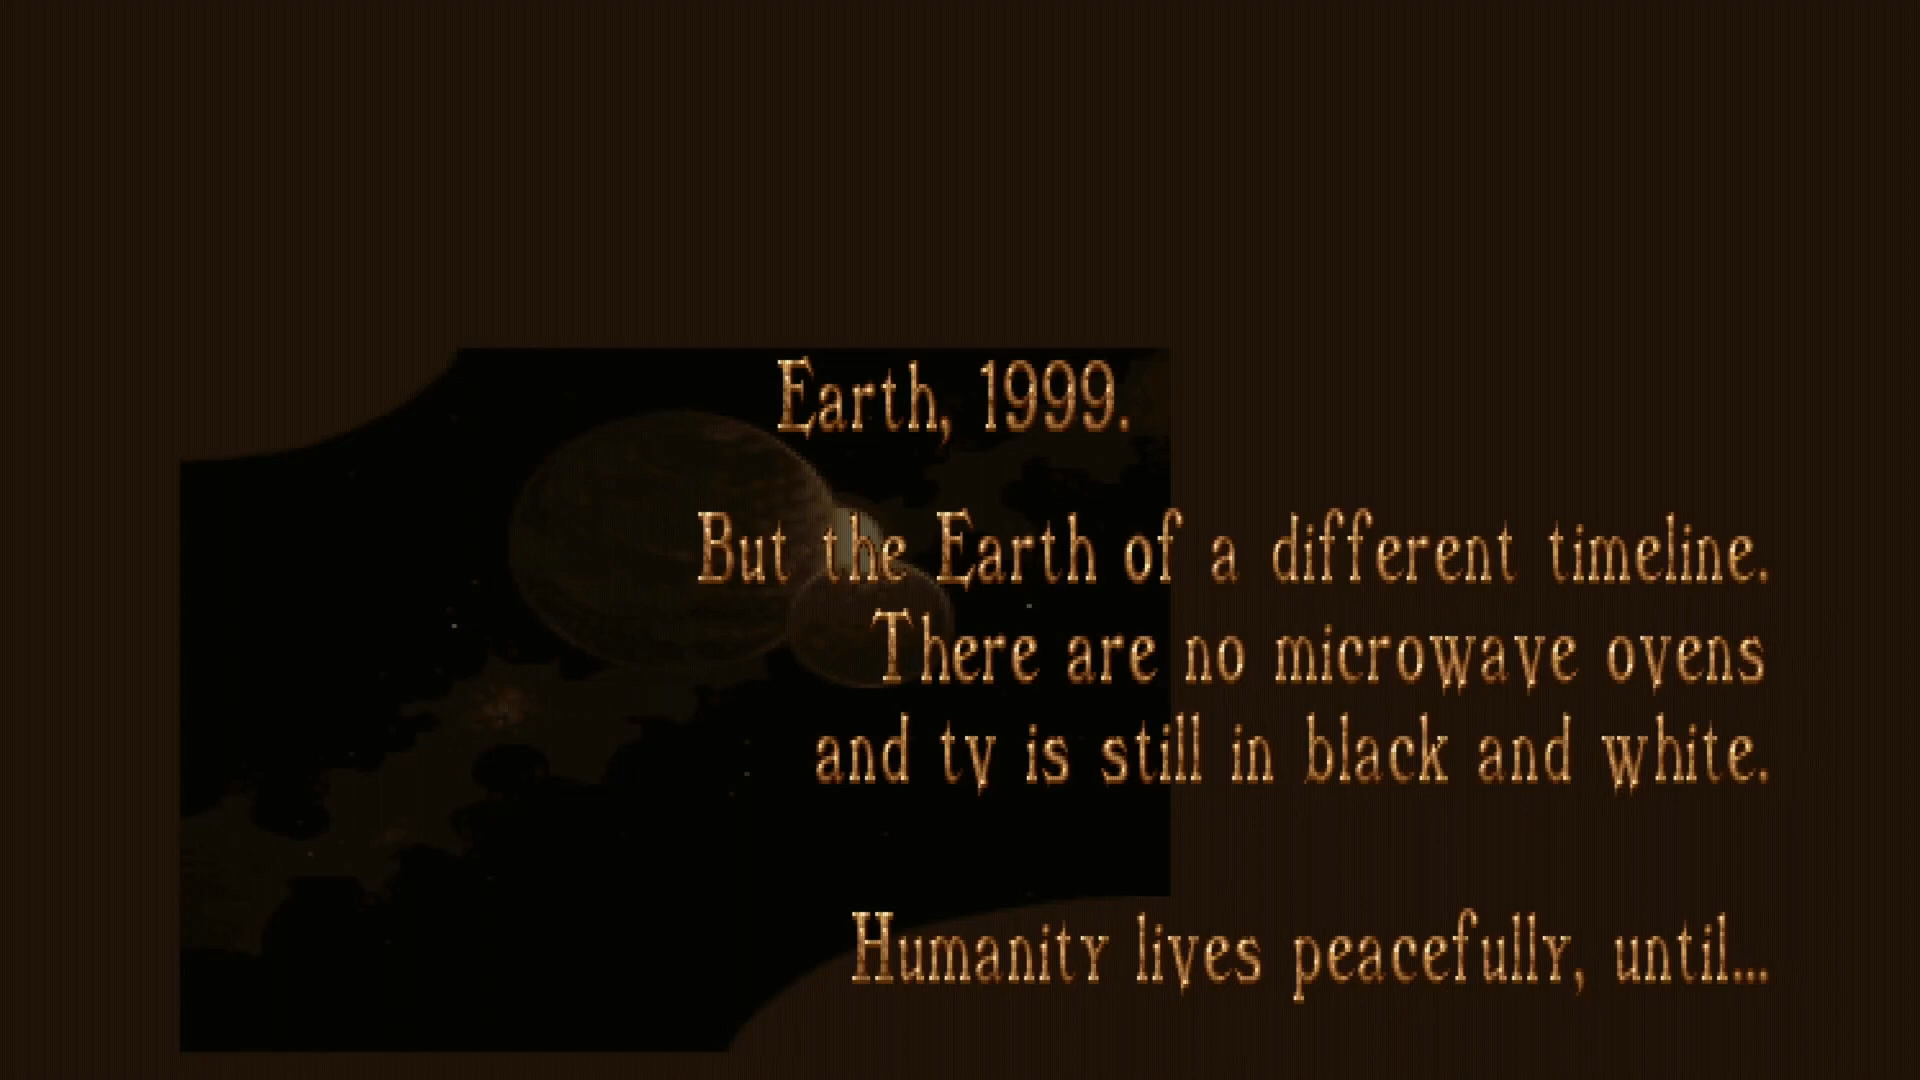 Earth, 1999.
But the Earth of a different timeline.
There are no microwave ovens
and tv is still in black and white.
Humanity lives peacefully, until...